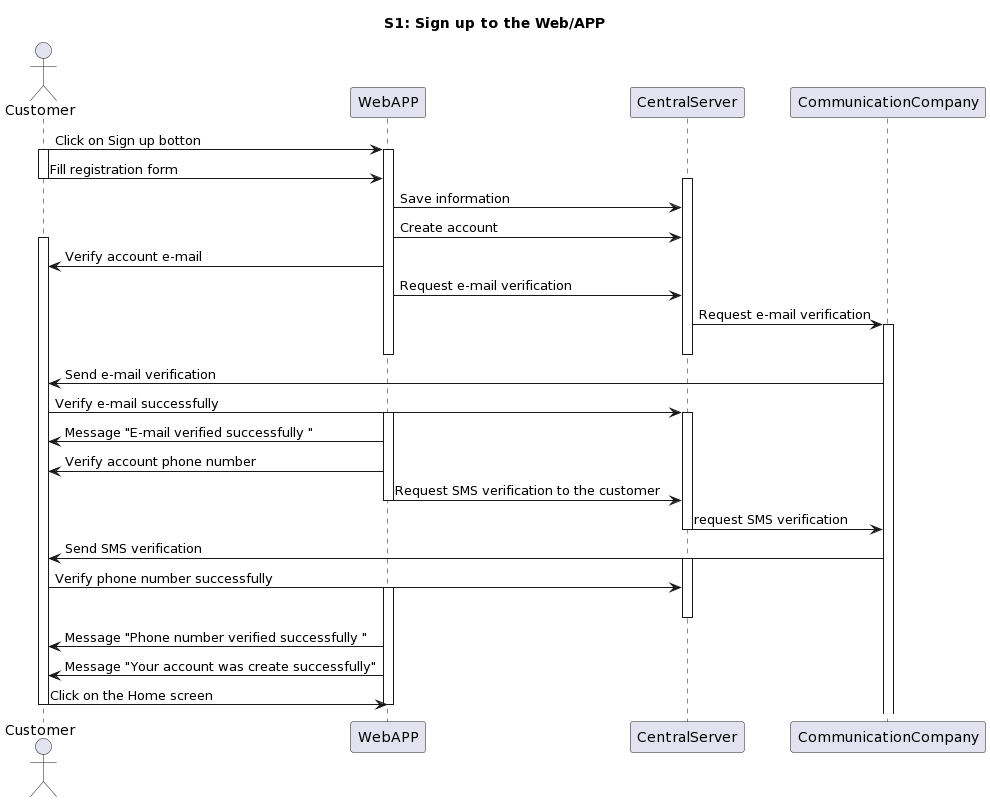 S1: Sign up to the Web/APP
Customer
WebAPP
CentralServer
CommunicationCompany
Click on Sign up botton
Fill registration form
Save information
Create account
Verify account e-mail
Request e-mail verification
Request e-mail verification
Send e-mail verification
Verify e-mail successfully
Message "E-mail verified successfully "
Verify account phone number
Request SMS verification to the customer
request SMS verification
Send SMS verification
Verify phone number successfully
Message "Phone number verified successfully "
Message "Your account was create successfully"
Click on the Home screen
Customer
WebAPP
CentralServer
CommunicationCompany